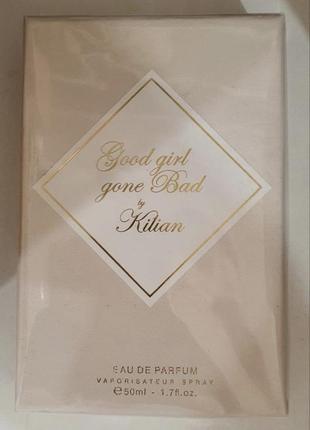 Good girl
gone Bad
by
Kilian
EAU DE PARFUM
VAPORISATEUR SPRAY
℮50ml - 1.7fl.oz.